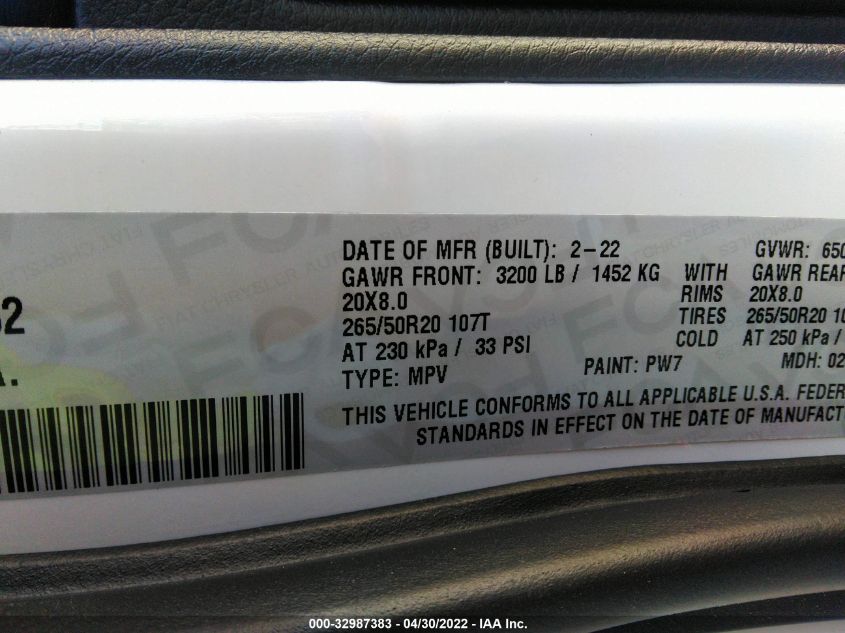 DATE OF MFR (BUILT): 2-22 GVWR: 650
GAWR FRONT: 3200 LB / 1452 KG WITH GAWR REAR
20X8.0 RIMS 20X8.0
265/50R20 107T TIRES 265/50R20 10
AT 230 kPa / 33 PSI COLD AT 250 kPa /
TYPE: MPV PAINT: PW7 MDH: 02
THIS VEHICLE CONFORMS TO ALL APPLICABLE U.S.A. FEDER
STANDARDS IN EFFECT ON THE DATE OF MANUFACT
000-32987383 - 04/30/2022 - IAA Inc.